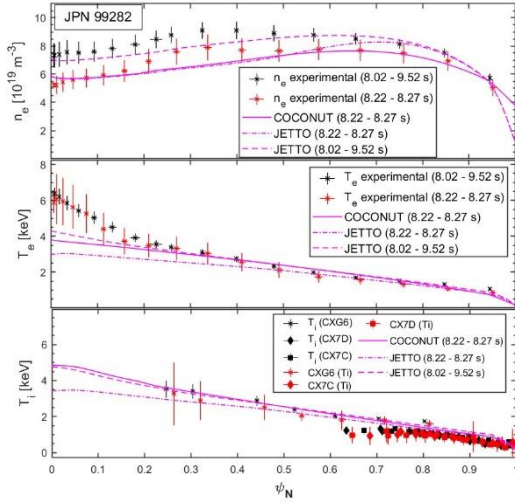 JPN 99282
n_e [10^19 m^-3]
10
8
6
4
2
0
n_e experimental (8.02 - 9.52 s)
n_e experimental (8.22 - 8.27 s)
COCONUT (8.22 - 8.27 s)
JETTO (8.22 - 8.27 s)
JETTO (8.02 - 9.52 s)
T_e [keV]
8
6
4
2
T_e experimental (8.02 - 9.52 s)
T_e experimental (8.22 - 8.27 s)
COCONUT (8.22 - 8.27 s)
JETTO (8.22 - 8.27 s)
JETTO (8.02 - 9.52 s)
T_i [keV]
6
4
2
0
T_i (CXG6)
T_i (CX7D)
T_i (CX7C)
CXG6 (Ti)
CX7C (Ti)
CX7D (Ti)
COCONUT (8.22 - 8.27 s)
JETTO (8.22 - 8.27 s)
JETTO (8.02 - 9.52 s)
0 0.1 0.2 0.3 0.4 0.5 0.6 0.7 0.8 0.9 1
ψ_N